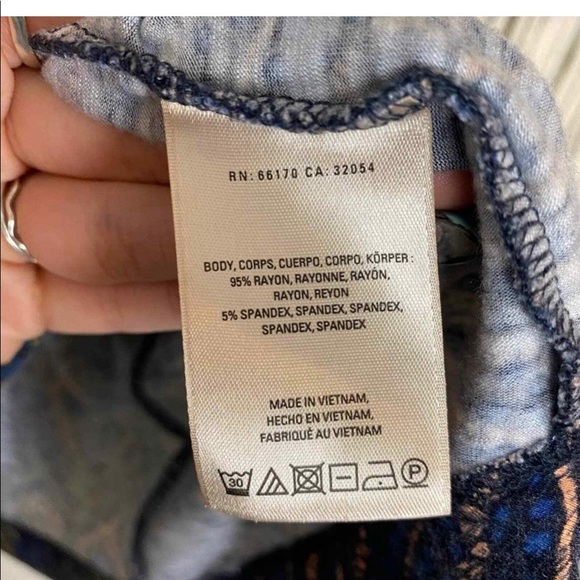 RN: 66170 CA: 32054
BODY, CORPS, CUERPO, CORPO, KÖRPER :
95% RAYON, RAYONNE, RAYÓN,
RAYON, REYON
5% SPANDEX, SPANDEX, SPANDEX,
SPANDEX, SPANDEX
MADE IN VIETNAM,
HECHO EN VIETNAM,
FABRIQUÉ AU VIETNAM
30 P